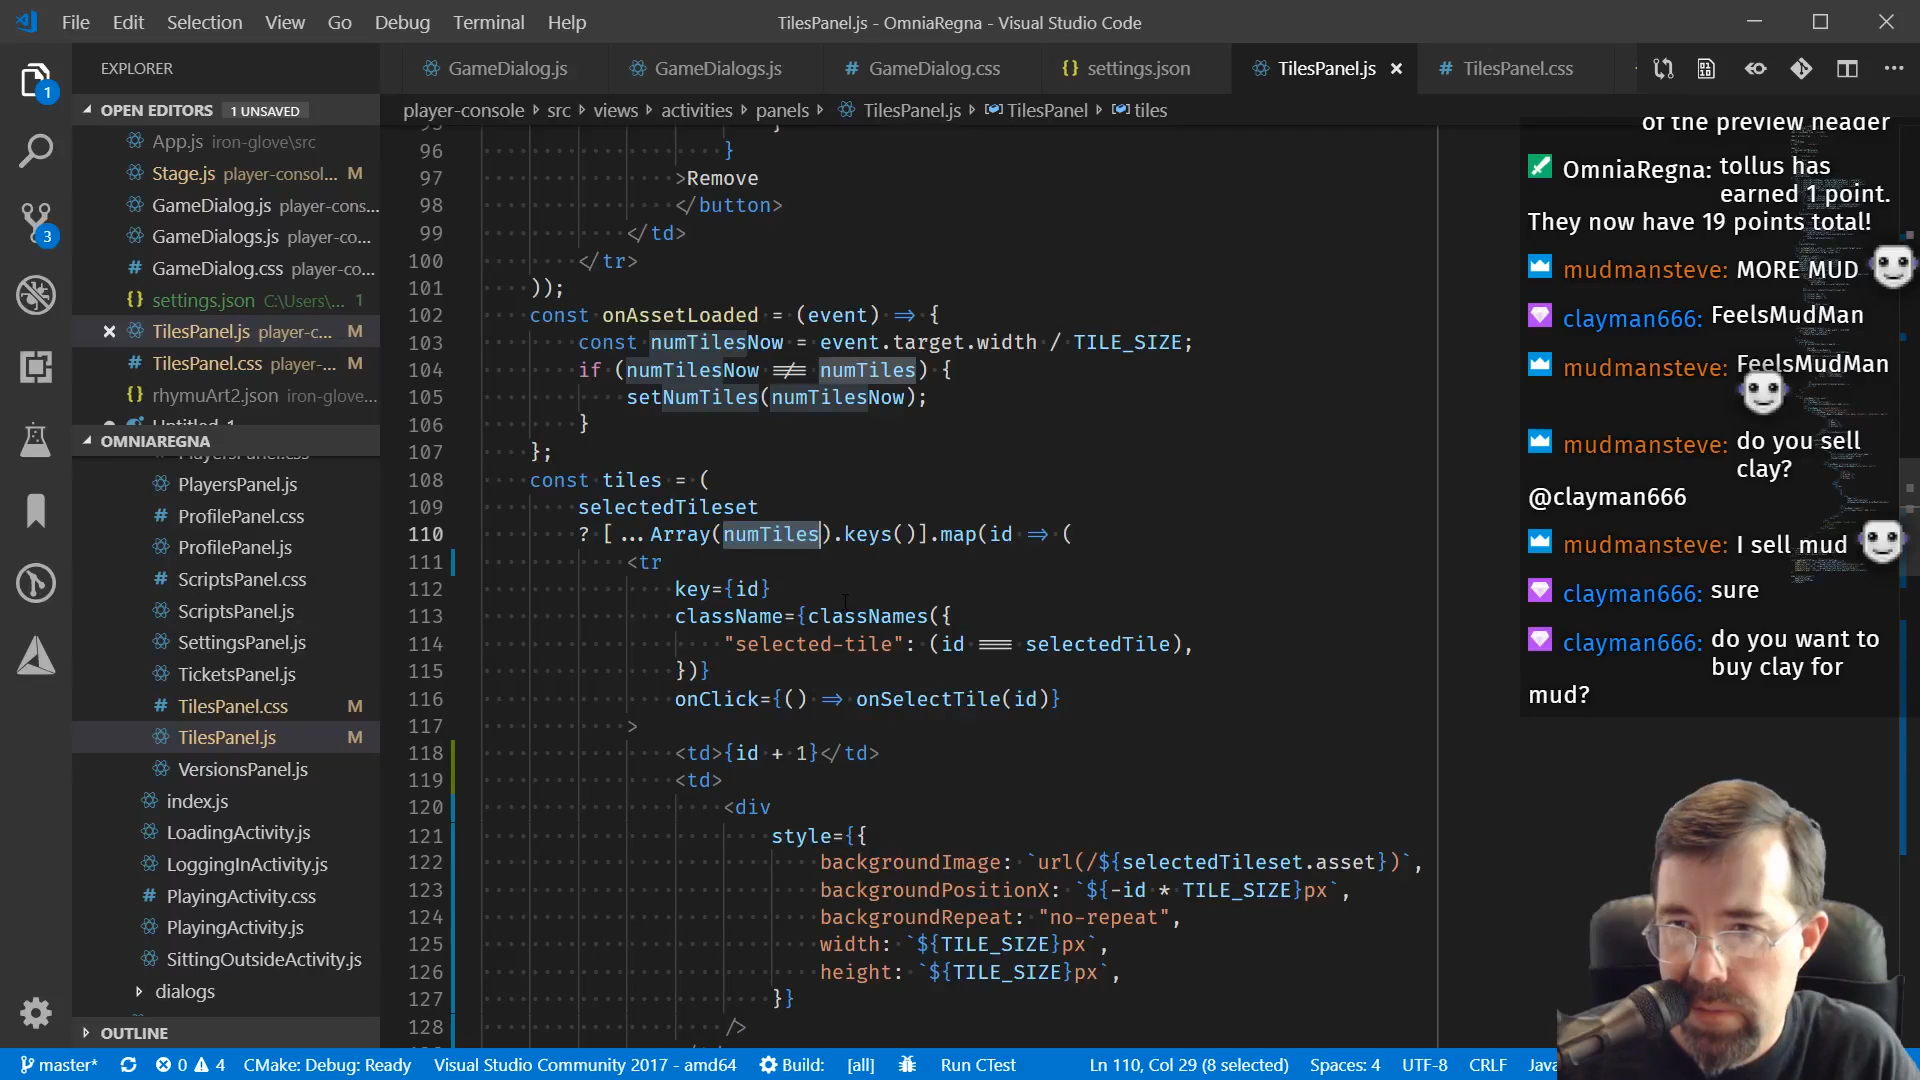 File Edit Selection View Go Debug Terminal Help
TilesPanel.js - OmniaRegna - Visual Studio Code
EXPLORER
GameDialog.js GameDialogs.js # GameDialog.css {} settings.json TilesPanel.js × # TilesPanel.css
player-console > src > views > activities > panels > TilesPanel.js > TilesPanel > tiles
OPEN EDITORS 1 UNSAVED
App.js iron-glove\src
Stage.js player-consol... M
GameDialog.js player-cons...
GameDialogs.js player-co...
# GameDialog.css player-co...
{} settings.json C:\Users\... 1
× TilesPanel.js player-c... M
# TilesPanel.css player-... M
{} rhymuArt2.json iron-glove...
Untitled-1
OMNIAREGNA
PlayersPanel.css
PlayersPanel.js
# ProfilePanel.css
ProfilePanel.js
# ScriptsPanel.css
ScriptsPanel.js
SettingsPanel.js
TicketsPanel.js
# TilesPanel.css M
TilesPanel.js M
VersionsPanel.js
index.js
LoadingActivity.js
LoggingInActivity.js
# PlayingActivity.css
PlayingActivity.js
SittingOutsideActivity.js
dialogs
OUTLINE
1
3
95 }
96 }
97 >Remove
98 </button>
99 </td>
100 </tr>
101 ));
102 const onAssetLoaded = (event) => {
103 const numTilesNow = event.target.width / TILE_SIZE;
104 if (numTilesNow !== numTiles) {
105 setNumTiles(numTilesNow);
106 }
107 };
108 const tiles = (
109 selectedTileset
110 ? [...Array(numTiles).keys()].map(id => (
111 <tr
112 key={id}
113 className={classNames({
114 "selected-tile": (id === selectedTile),
115 })}
116 onClick={() => onSelectTile(id)}
117 >
118 <td>{id + 1}</td>
119 <td>
120 <div
121 style={{
122 backgroundImage: `url(/${selectedTileset.asset})`,
123 backgroundPositionX: `${-id * TILE_SIZE}px`,
124 backgroundRepeat: "no-repeat",
125 width: `${TILE_SIZE}px`,
126 height: `${TILE_SIZE}px`,
127 }}
128 />
of the preview header
OmniaRegna: tollus has
earned 1 point.
They now have 19 points total!
mudmansteve: MORE MUD
clayman666: FeelsMudMan
mudmansteve: FeelsMudMan
mudmansteve: do you sell
clay?
@clayman666
mudmansteve: I sell mud
clayman666: sure
clayman666: do you want to
buy clay for
mud?
master* 0 4 CMake: Debug: Ready Visual Studio Community 2017 - amd64 Build: [all] Run CTest Ln 110, Col 29 (8 selected) Spaces: 4 UTF-8 CRLF Jav